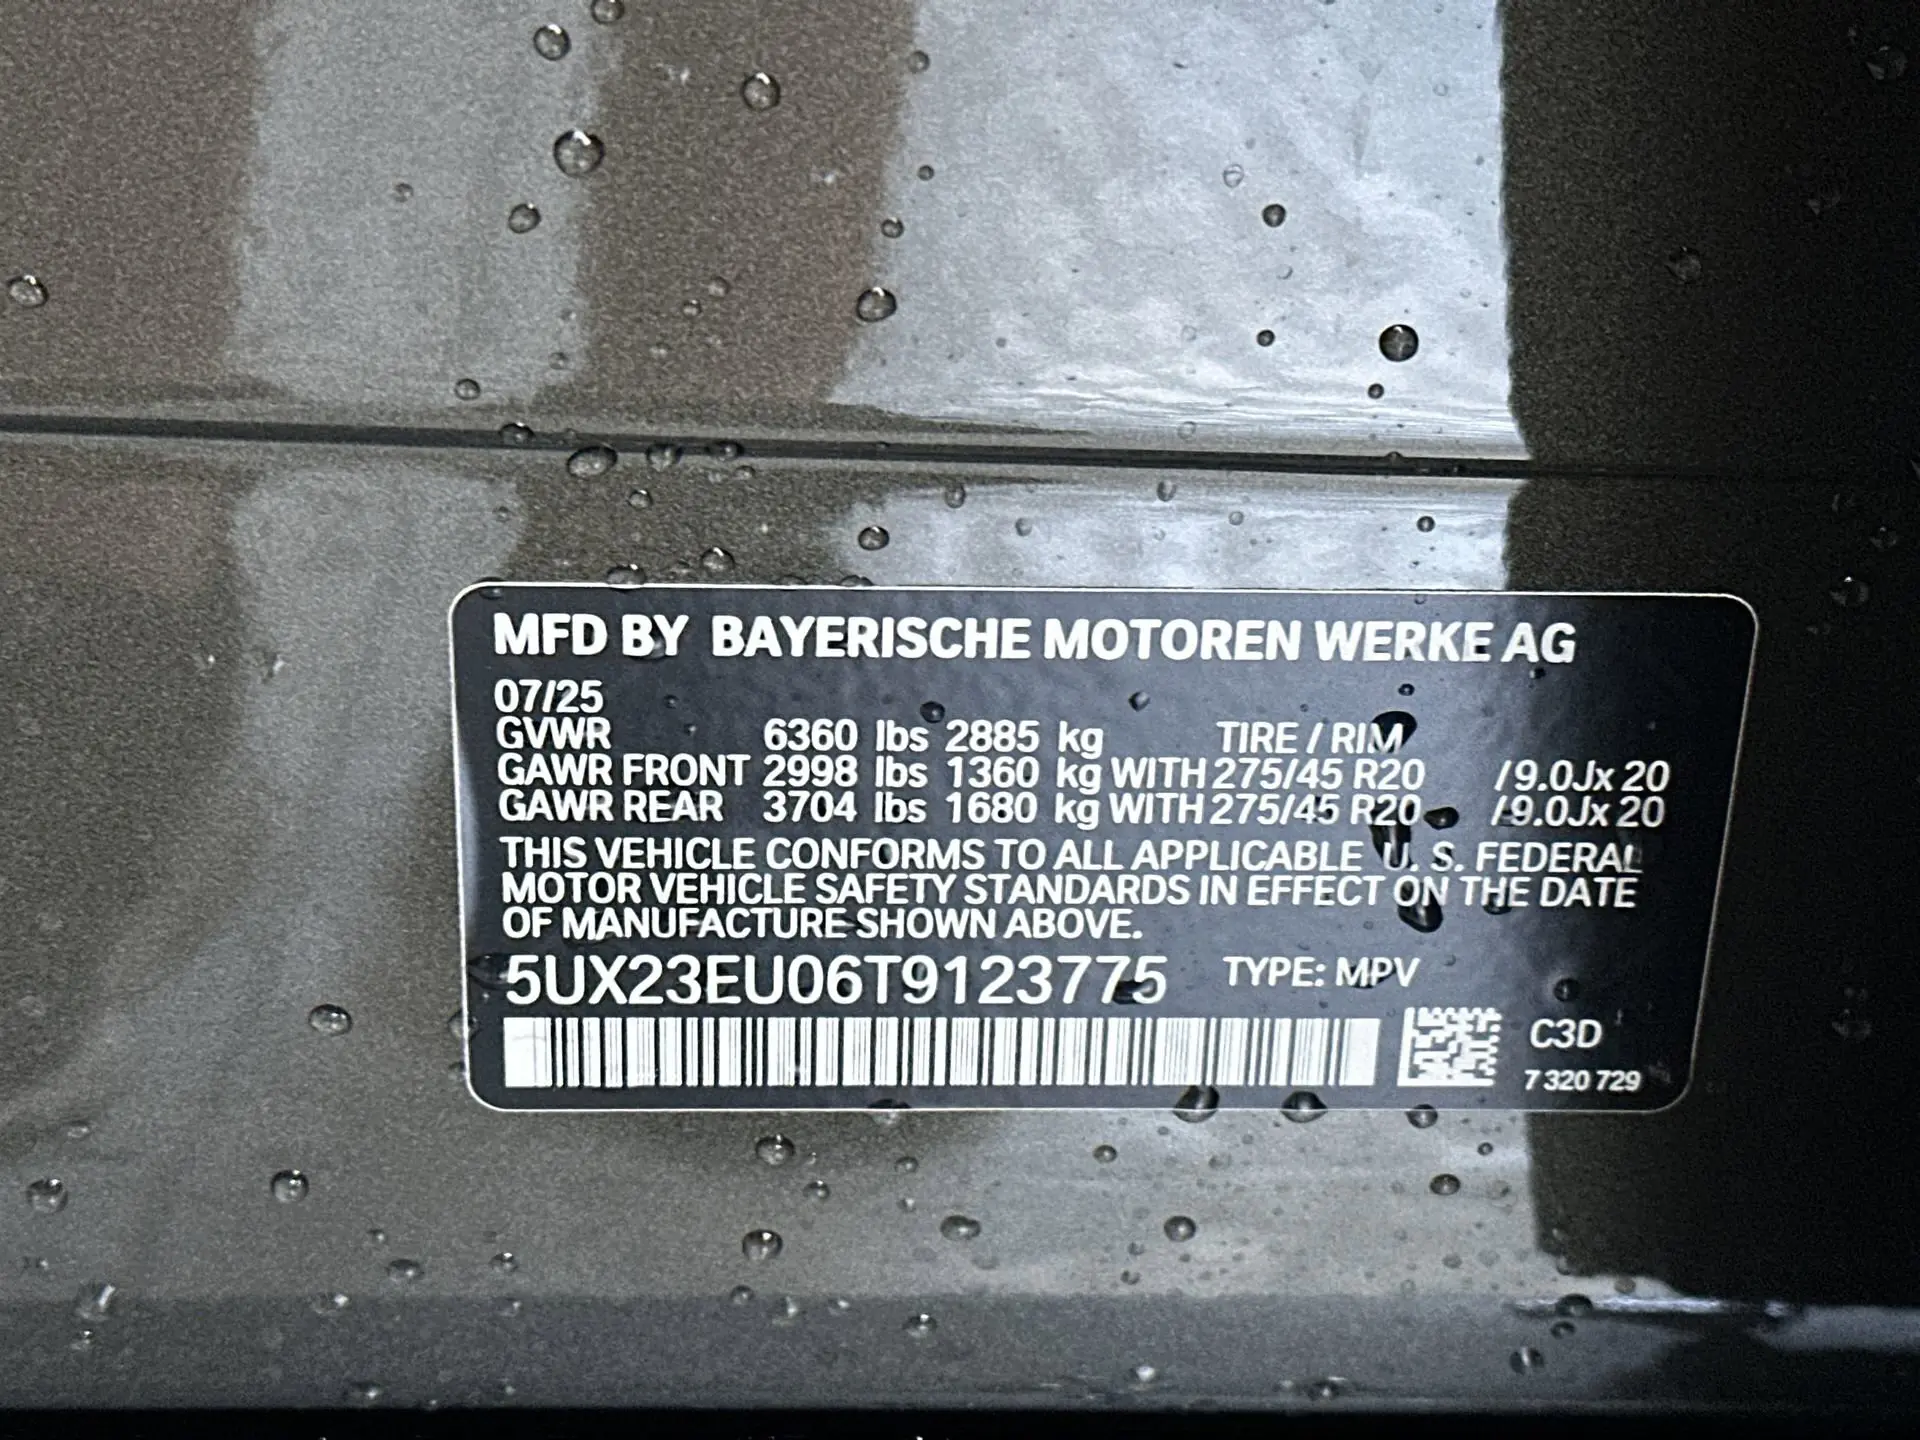 MFD BY BAYERISCHE MOTOREN WERKE AG
07/25
GVWR 6360 lbs 2885 kg TIRE / RIM
GAWR FRONT 2998 lbs 1360 kg WITH 275/45 R20 /9.0Jx 20
GAWR REAR 3704 lbs 1680 kg WITH 275/45 R20 /9.0Jx 20
THIS VEHICLE CONFORMS TO ALL APPLICABLE U. S. FEDERAL
MOTOR VEHICLE SAFETY STANDARDS IN EFFECT ON THE DATE
OF MANUFACTURE SHOWN ABOVE.
5UX23EU06T9123775 TYPE: MPV
C3D
7 320 729